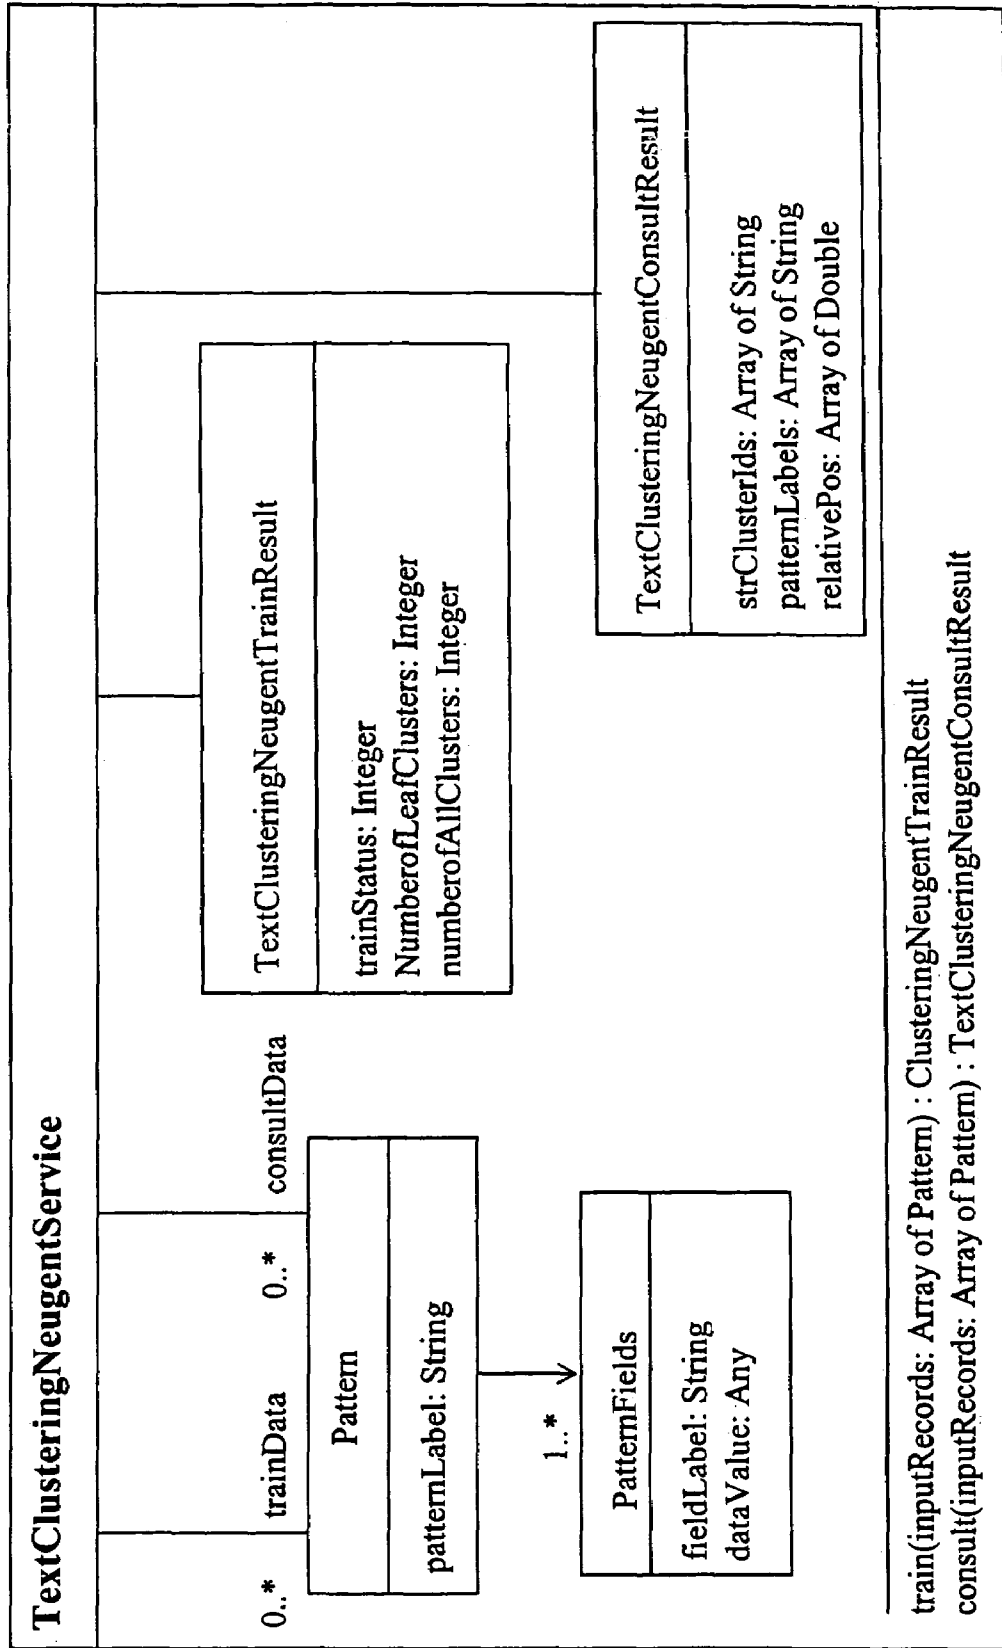 TextClusteringNeugentService
0..*
trainData
0..*
consultData
Pattern
patternLabel: String
1..*
PatternFields
fieldLabel: String
dataValue: Any
TextClusteringNeugentTrainResult
trainStatus: Integer
NumberofLeafClusters: Integer
numberofAllClusters: Integer
TextClusteringNeugentConsultResult
strClusterIds: Array of String
patternLabels: Array of String
relativePos: Array of Double
train(inputRecords: Array of Pattern) : ClusteringNeugentTrainResult
consult(inputRecords: Array of Pattern) : TextClusteringNeugentConsultResult